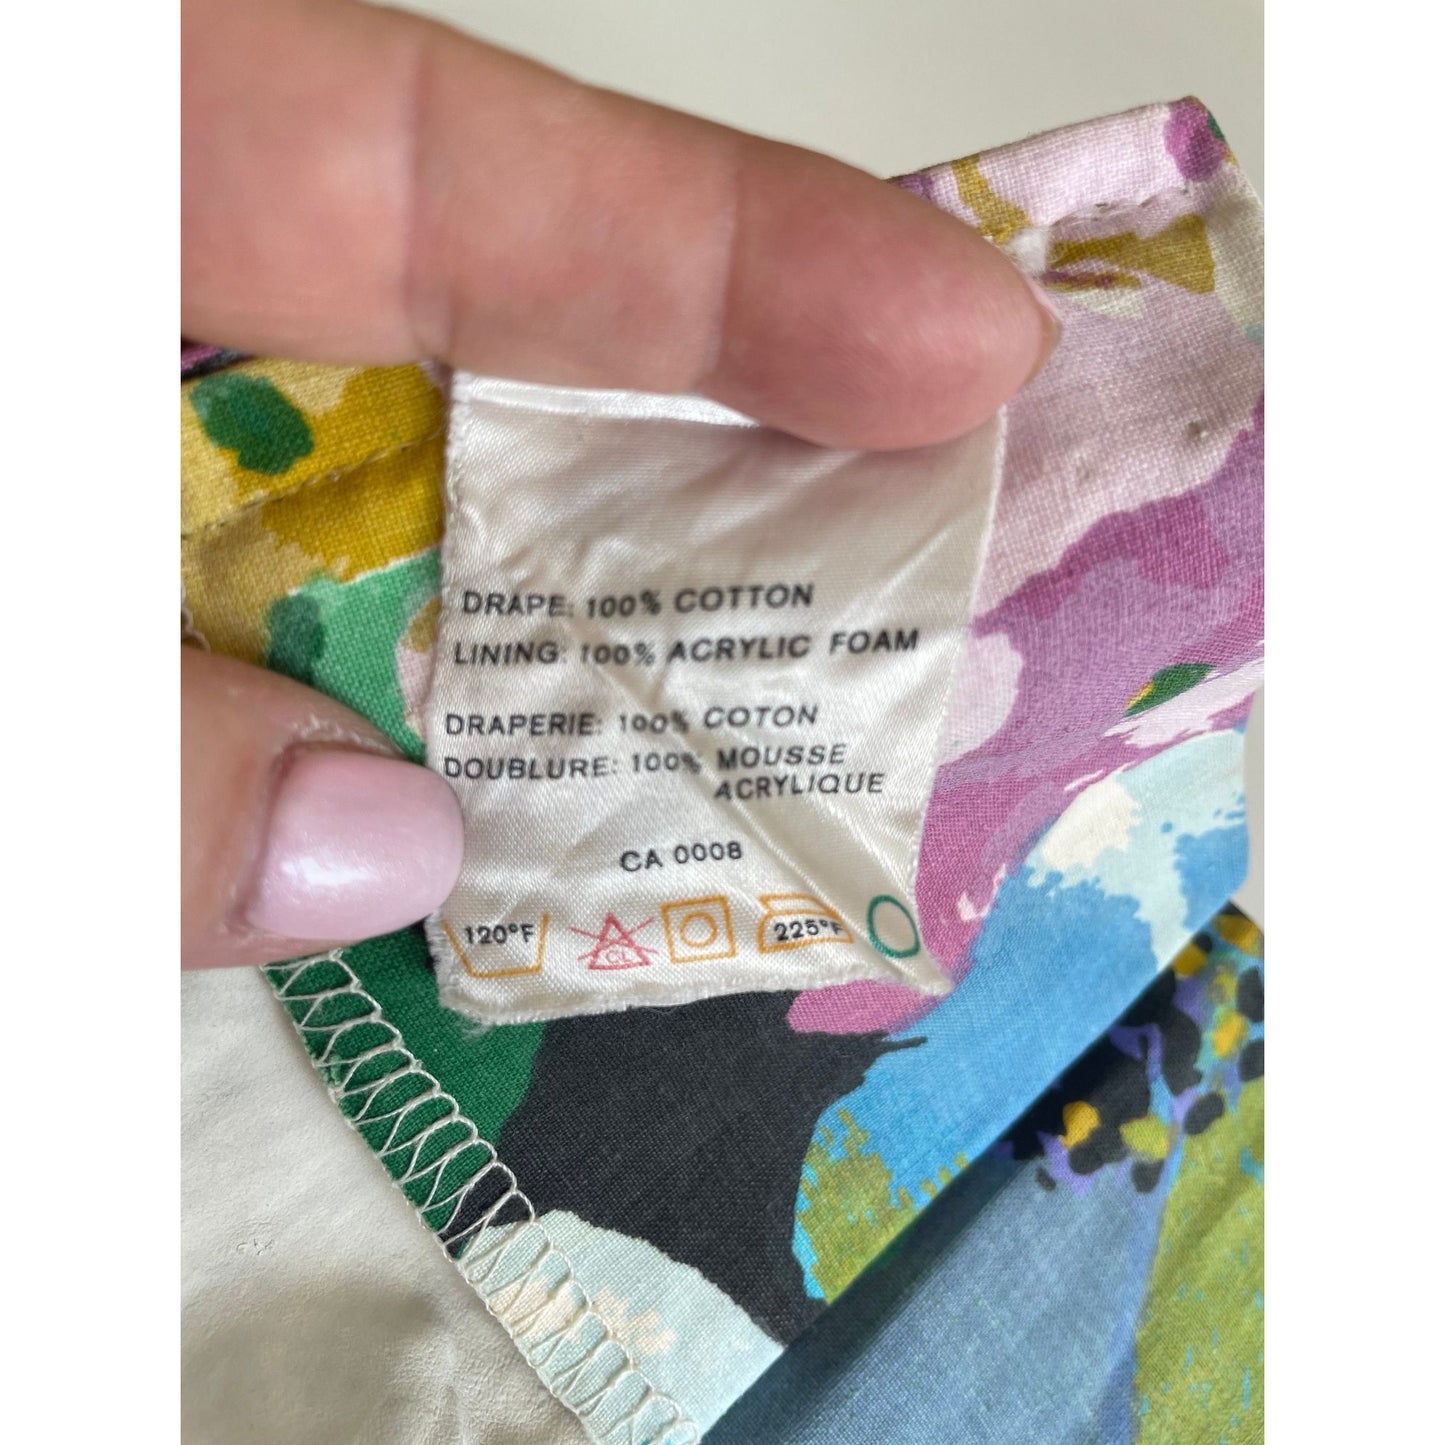 DRAPE: 100% COTTON
LINING: 100% ACRYLIC FOAM
DRAPERIE: 100% COTON
DOUBLURE: 100% MOUSSE
ACRYLIQUE
CA 0008
120°F CL 225°F